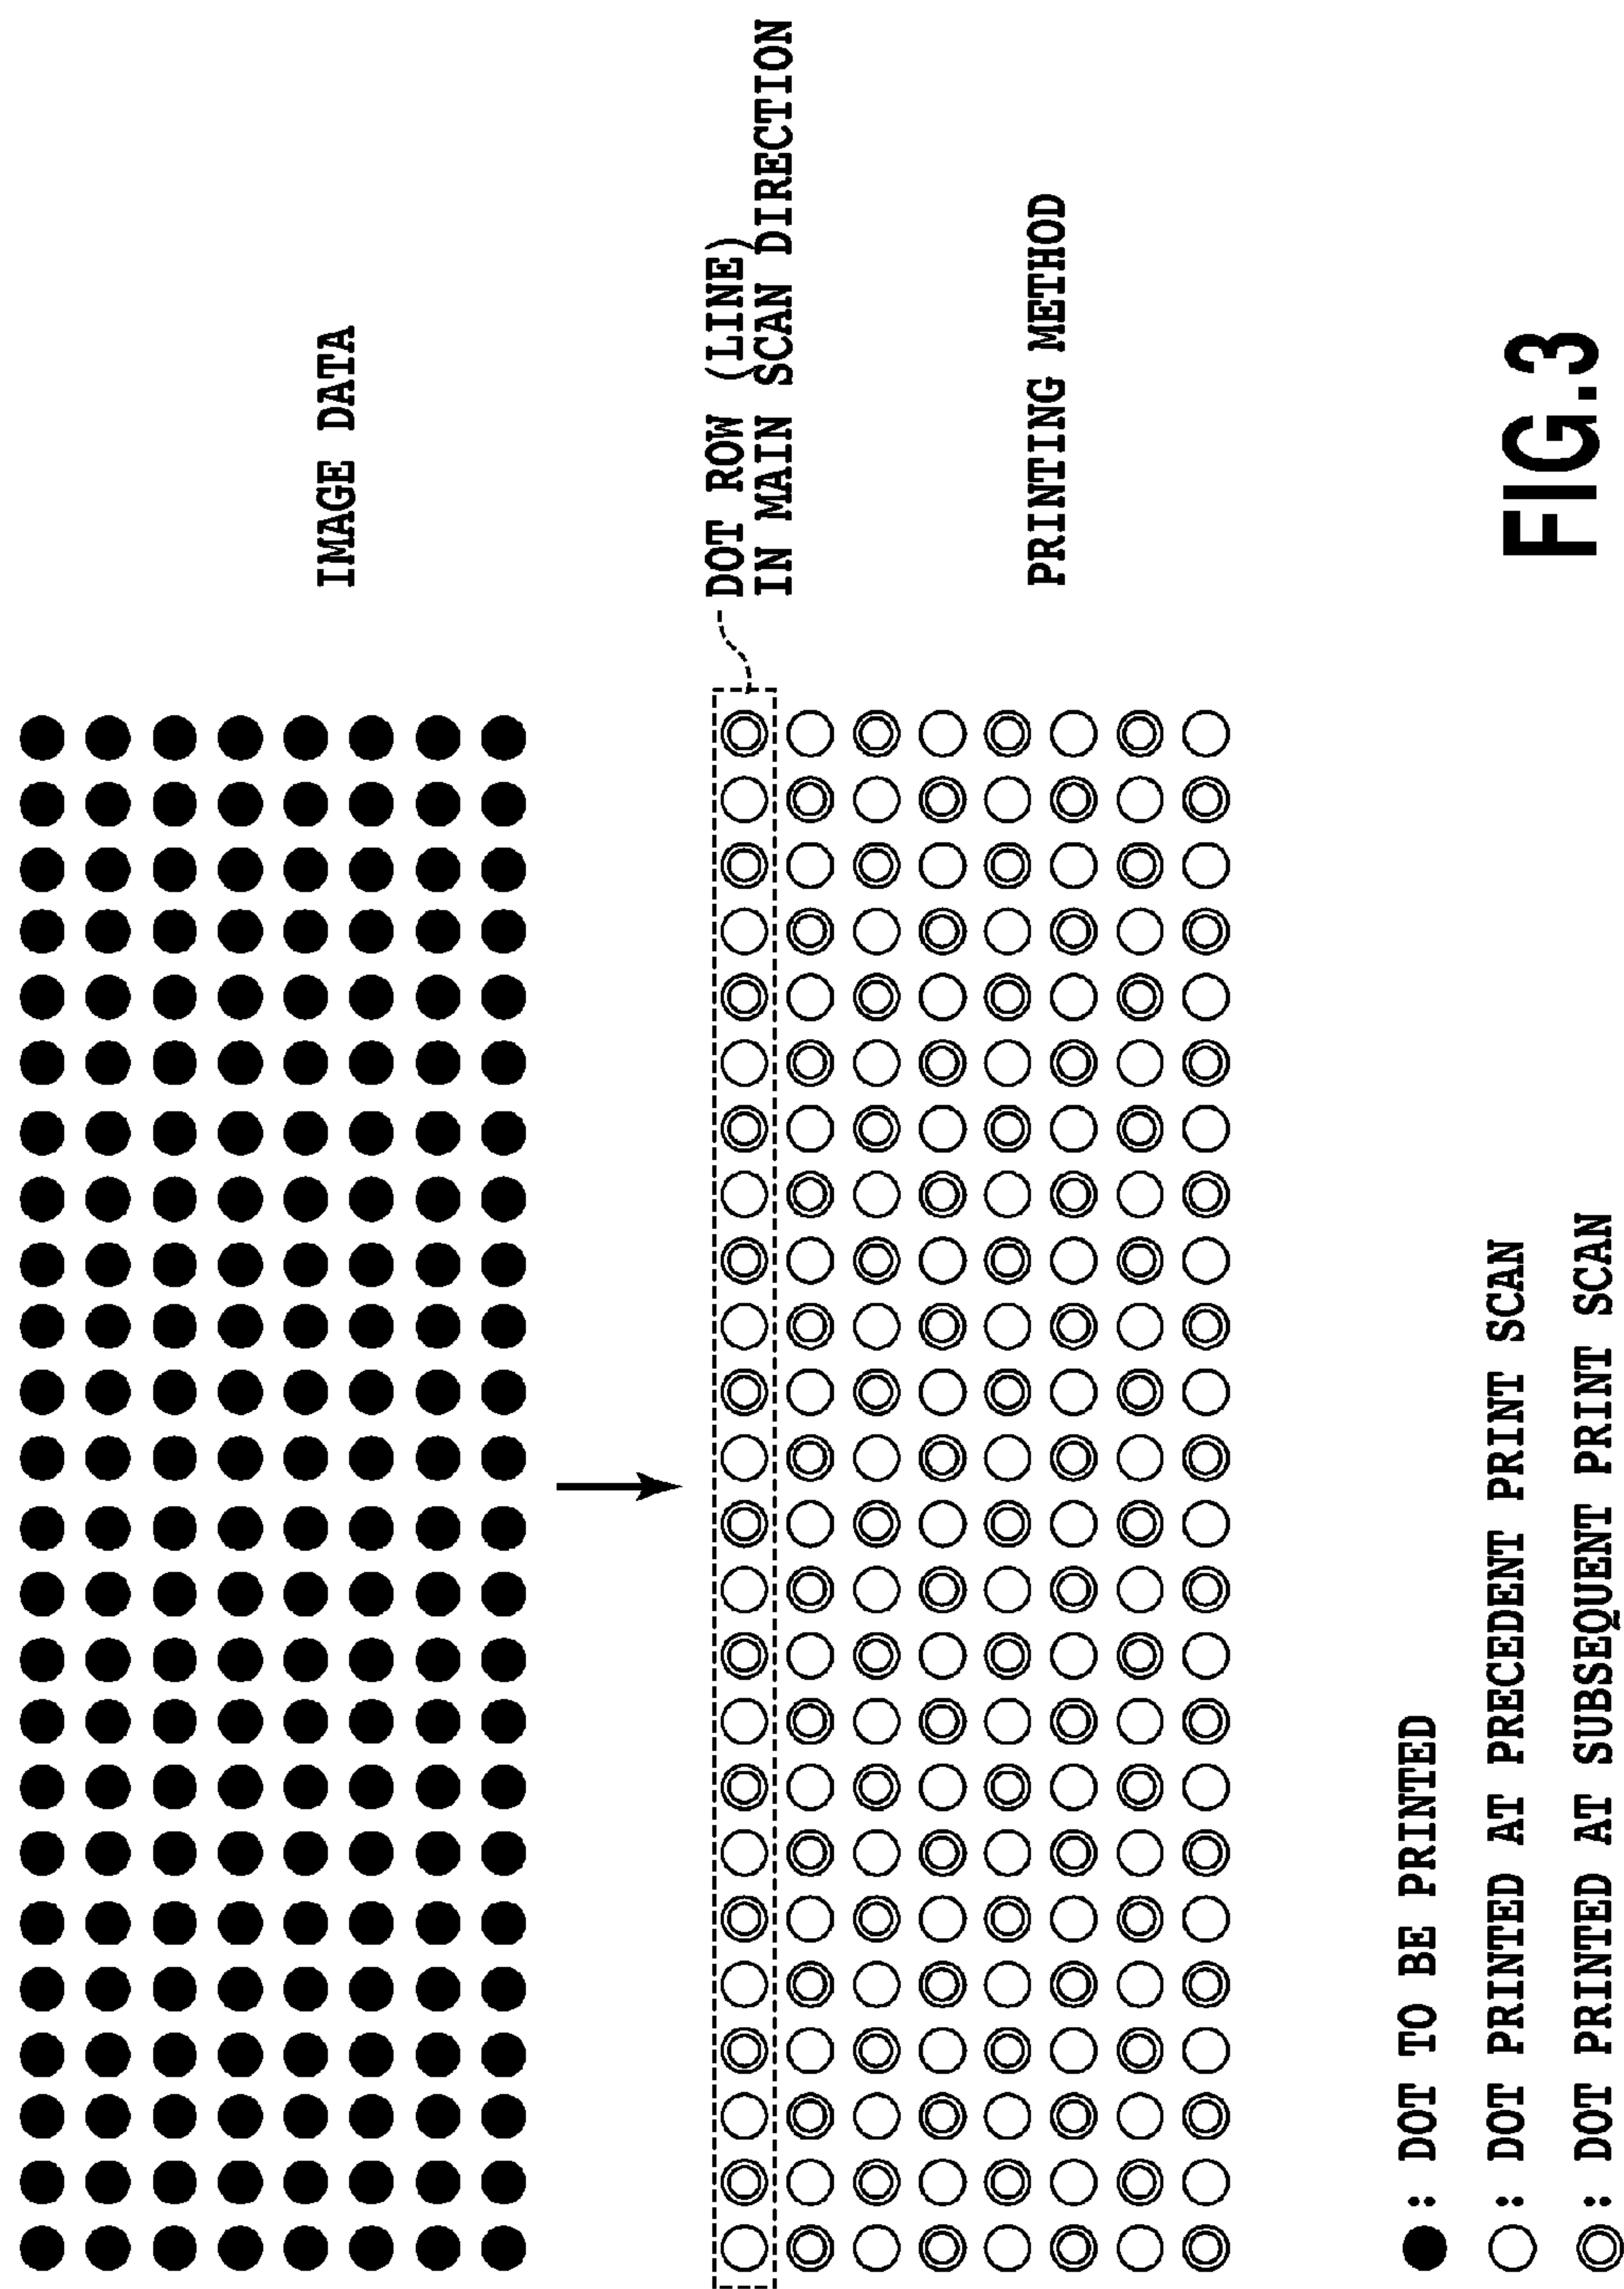 IMAGE DATA
DOT ROW (LINE)
IN MAIN SCAN DIRECTION
PRINTING METHOD
: DOT TO BE PRINTED
: DOT PRINTED AT PRECEDENT PRINT SCAN
: DOT PRINTED AT SUBSEQUENT PRINT SCAN
FIG.3